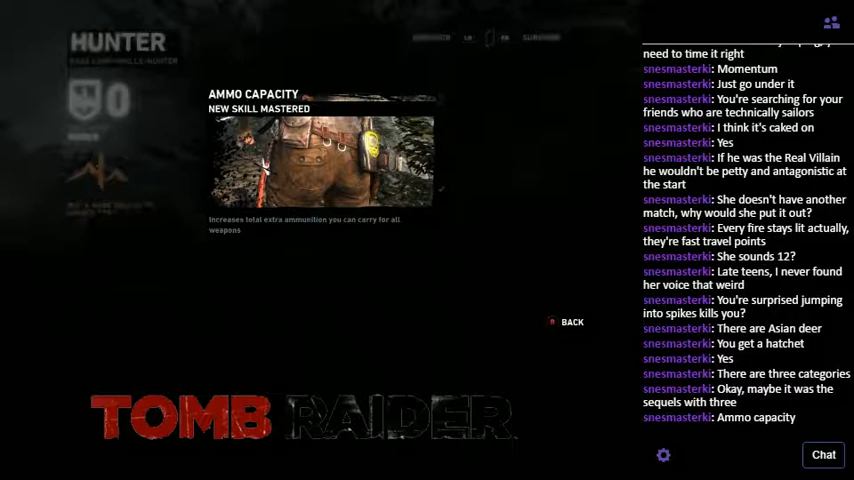 HUNTER
0
AMMO CAPACITY
NEW SKILL MASTERED
Increases total extra ammunition you can carry for all
weapons
BACK
TOMB RAIDER
need to time it right
snesmasterki: Momentum
snesmasterki: Just go under it
snesmasterki: You're searching for your
friends who are technically sailors
snesmasterki: I think it's caked on
snesmasterki: Yes
snesmasterki: If he was the Real Villain
he wouldn't be petty and antagonistic at
the start
snesmasterki: She doesn't have another
match, why would she put it out?
snesmasterki: Every fire stays lit actually,
they're fast travel points
snesmasterki: She sounds 12?
snesmasterki: Late teens, I never found
her voice that weird
snesmasterki: You're surprised jumping
into spikes kills you?
snesmasterki: There are Asian deer
snesmasterki: You get a hatchet
snesmasterki: Yes
snesmasterki: There are three categories
snesmasterki: Okay, maybe it was the
sequels with three
snesmasterki: Ammo capacity
Chat